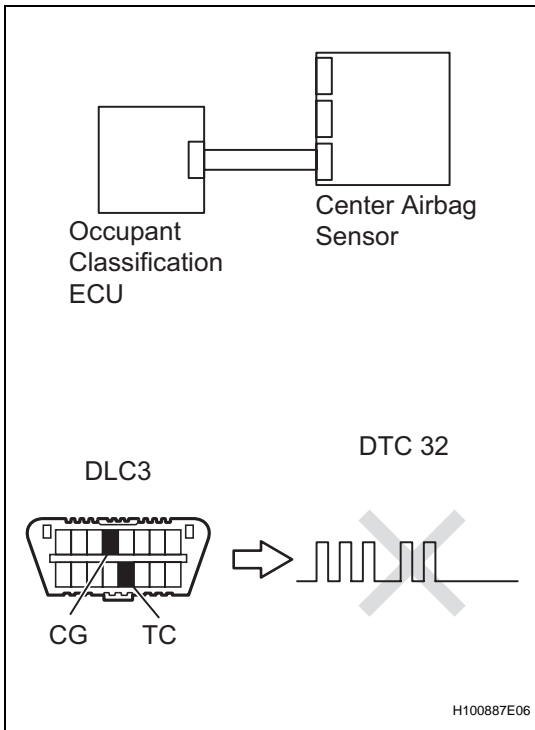 Occupant
Classification
ECU
Center Airbag
Sensor
DTC 32
DLC3
CG
TC
H100887E06